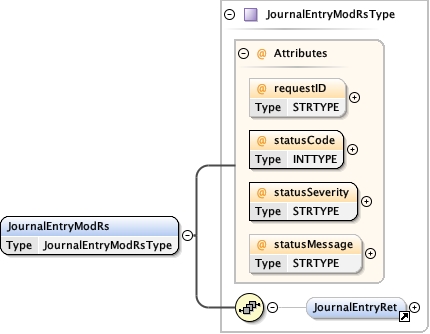 JournalEntryModRsType
@ Attributes
@ requestID
Type STRTYPE
@ statusCode
Type INTTYPE
@ statusSeverity
Type STRTYPE
@ statusMessage
Type STRTYPE
JournalEntryModRs
Type JournalEntryModRsType
JournalEntryRet